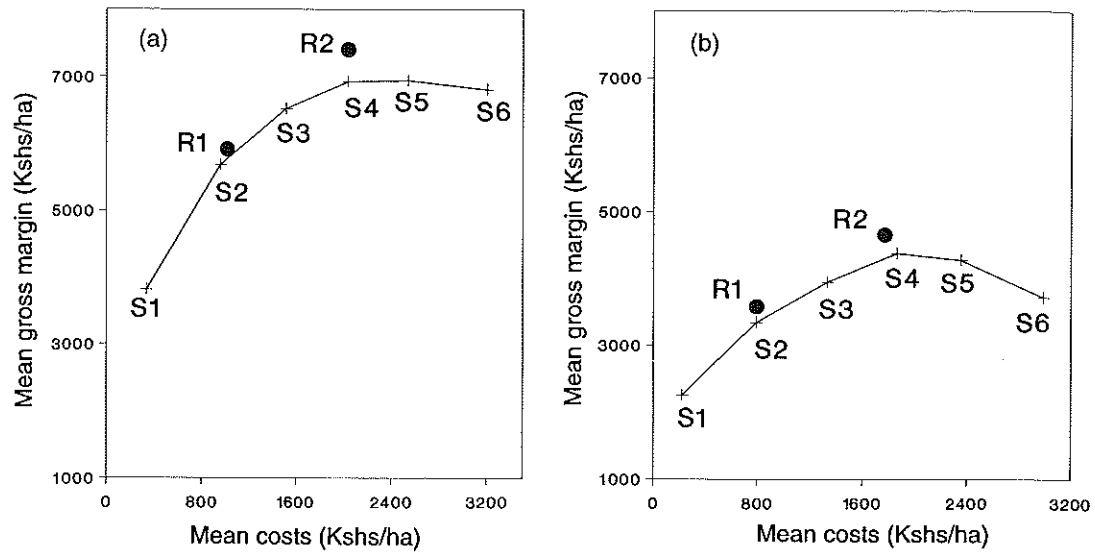 (a)
R2
7000
S4
S5
S6
S3
R1
S2
5000
S1
3000
1000
0
800
1600
2400
3200
Mean gross margin (Kshs/ha)
Mean costs (Kshs/ha)
(b)
7000
5000
R2
S4
S5
R1
S3
S6
S2
3000
S1
1000
0
800
1600
2400
3200
Mean gross margin (Kshs/ha)
Mean costs (Kshs/ha)